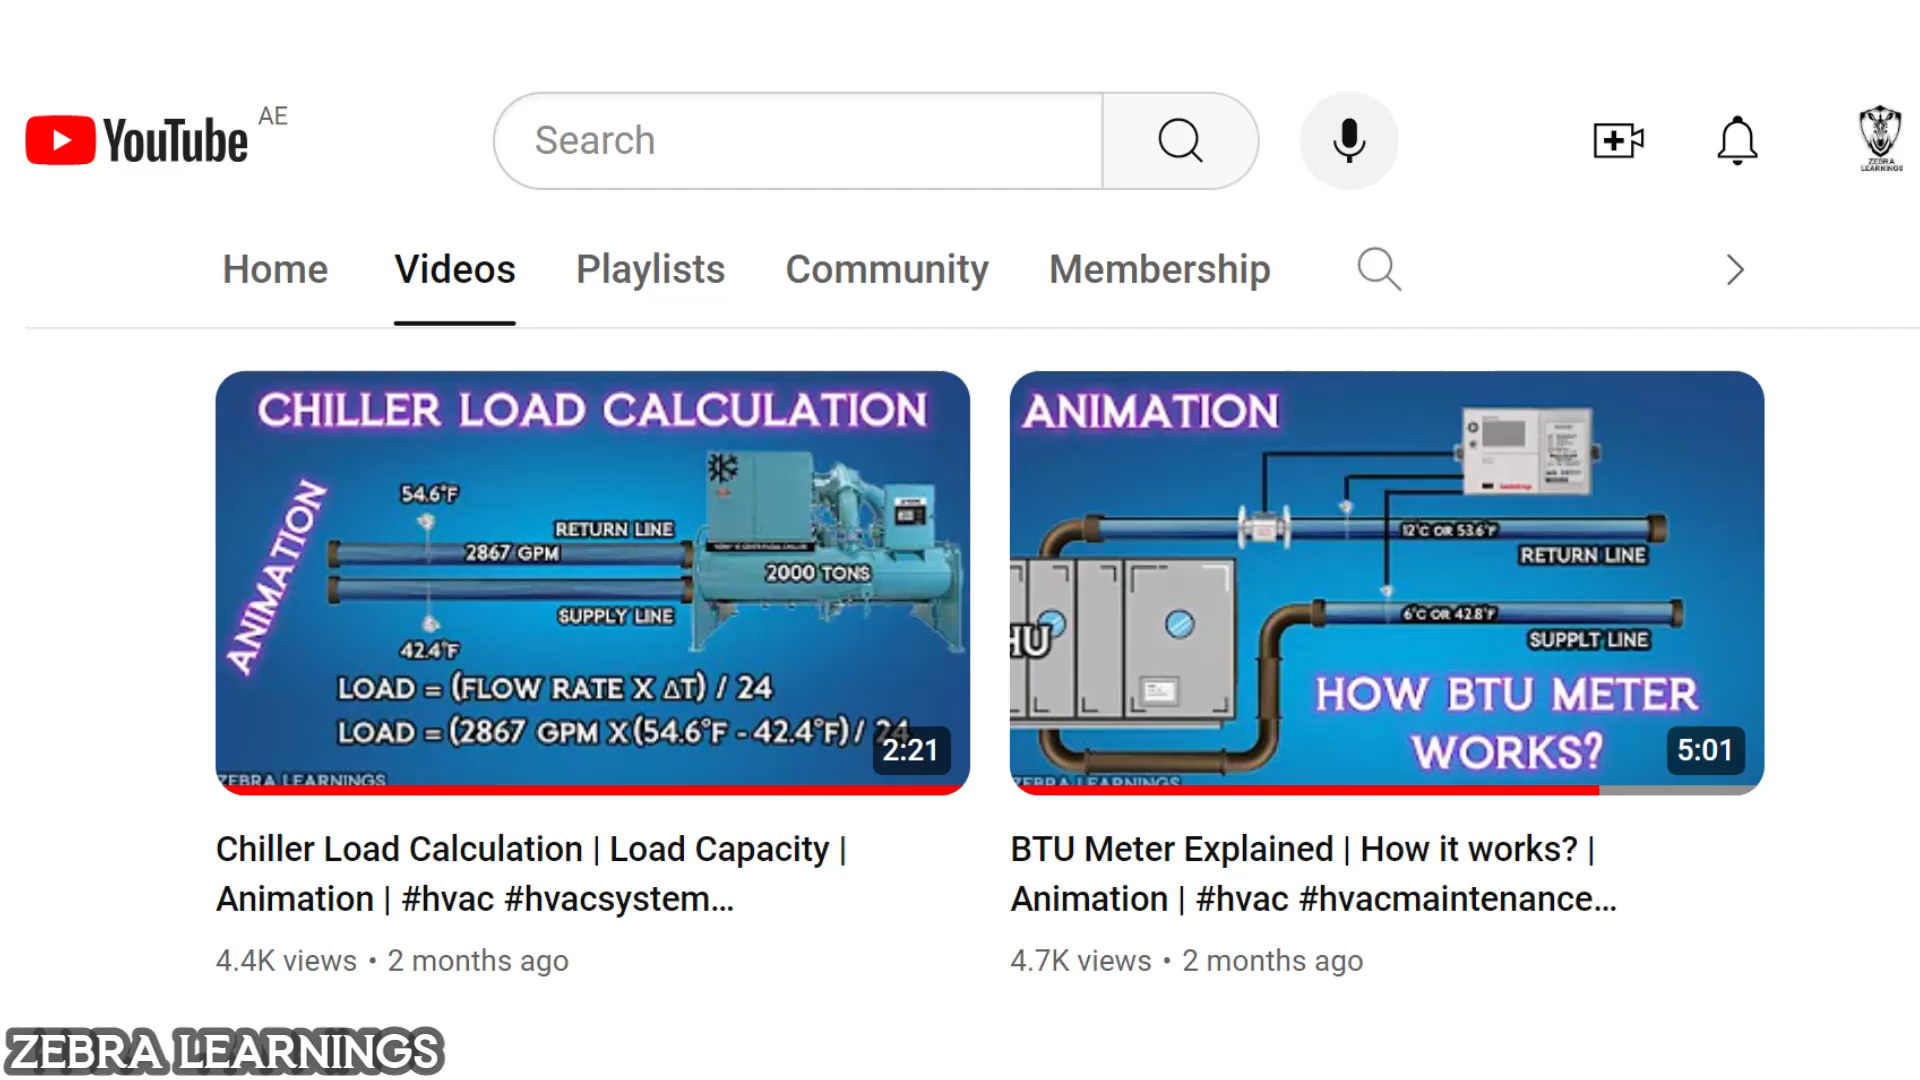 YouTube AE
Search
ZEBRA
LEARNINGS
Home Videos Playlists Community Membership
CHILLER LOAD CALCULATION
ANIMATION
54.6°F
RETURN LINE
2867 GPM
2000 TONS
SUPPLY LINE
42.4°F
LOAD = (FLOW RATE X ΔT) / 24
LOAD = (2867 GPM X (54.6°F - 42.4°F) / 24
2:21
ZEBRA LEARNINGS
ANIMATION
12°C OR 53.6°F
RETURN LINE
6°C OR 42.8°F
SUPPLT LINE
HU
HOW BTU METER
WORKS?
5:01
ZEBRA LEARNINGS
Chiller Load Calculation | Load Capacity |
Animation | #hvac #hvacsystem...
4.4K views • 2 months ago
BTU Meter Explained | How it works? |
Animation | #hvac #hvacmaintenance...
4.7K views • 2 months ago
ZEBRA LEARNINGS